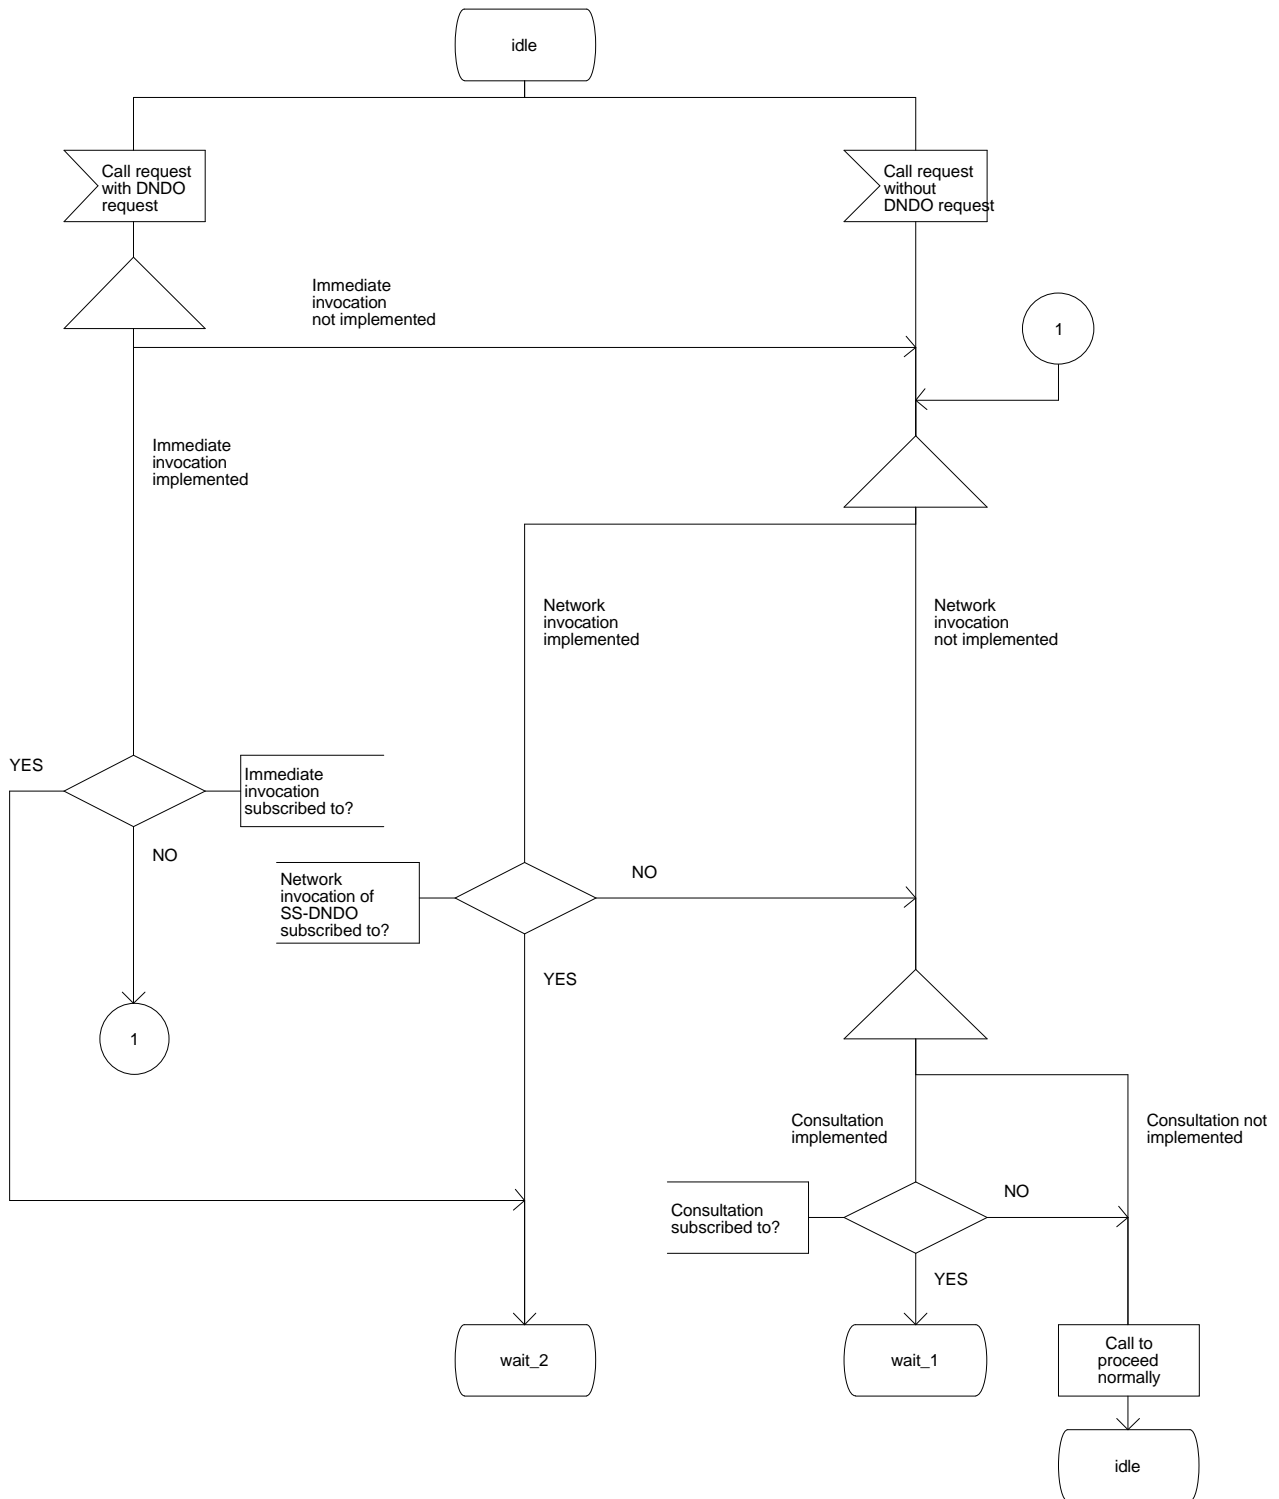 idle
Call request
with DNDO
request
Call request
without
DNDO request
Immediate
invocation
not implemented
1
Immediate
invocation
implemented
Network
invocation
implemented
Network
invocation
not implemented
YES
Immediate
invocation
subscribed to?
NO
Network
invocation of
SS-DNDO
subscribed to?
NO
YES
1
Consultation
implemented
Consultation not
implemented
Consultation
subscribed to?
NO
YES
wait_2
wait_1
Call to
proceed
normally
idle